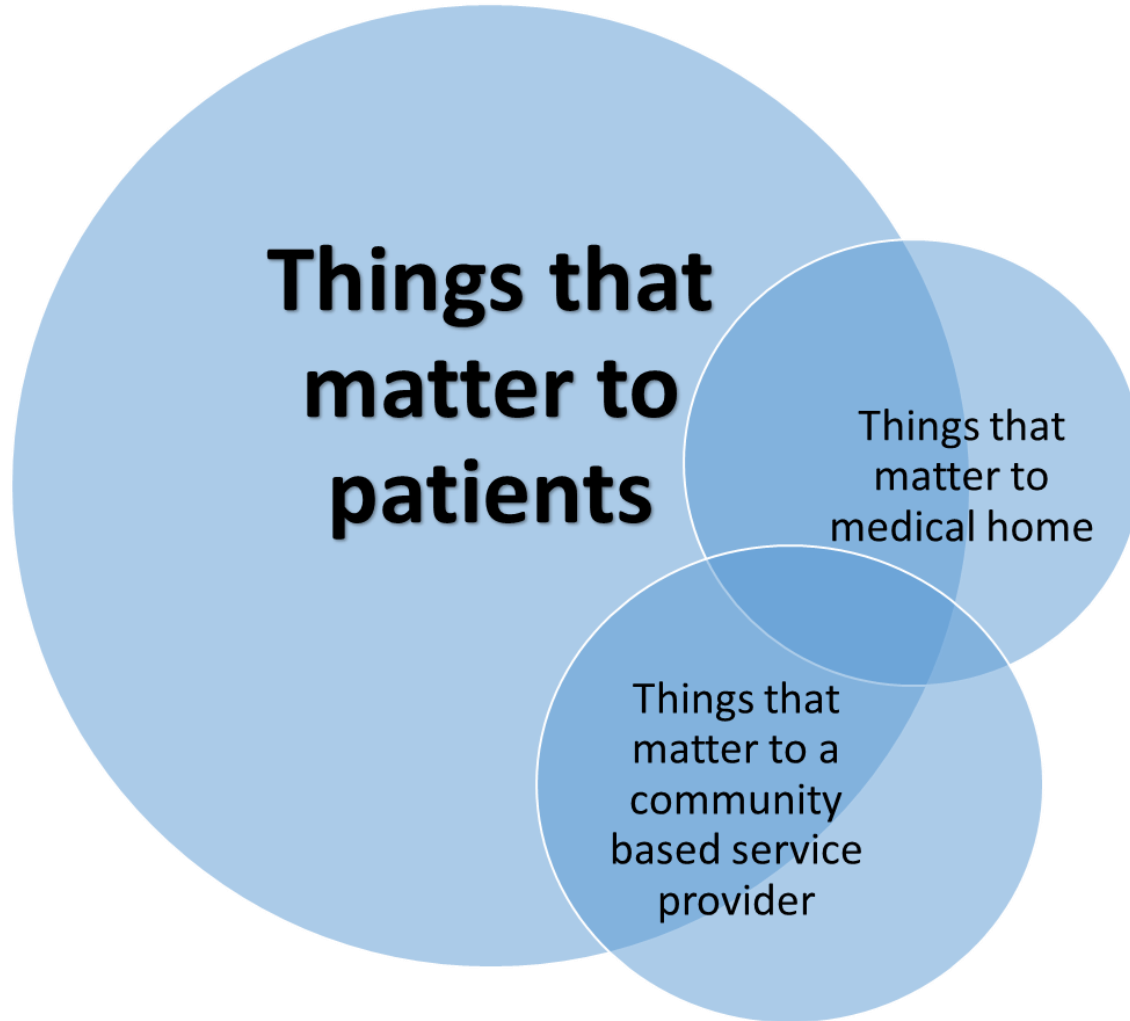 Things that
matter to
patients
Things that
matter to
medical home
Things that
matter to a
community
based service
provider